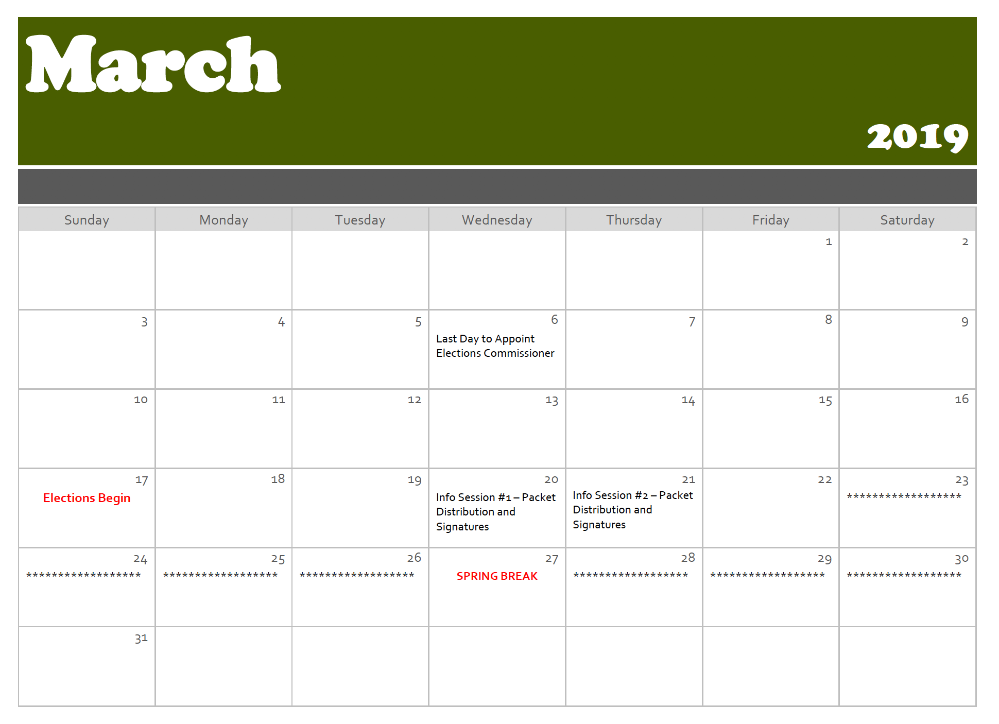 March
2019
Sunday Monday Tuesday Wednesday Thursday Friday Saturday
1 2
3 4 5 6 7 8 9
Last Day to Appoint
Elections Commissioner
10 11 12 13 14 15 16
17 18 19 20 21 22 23
Elections Begin
Info Session #1 – Packet
Distribution and
Signatures
Info Session #2 – Packet
Distribution and
Signatures
******************
24 25 26 27 28 29 30
****************** ****************** ****************** SPRING BREAK ****************** ****************** ******************
31